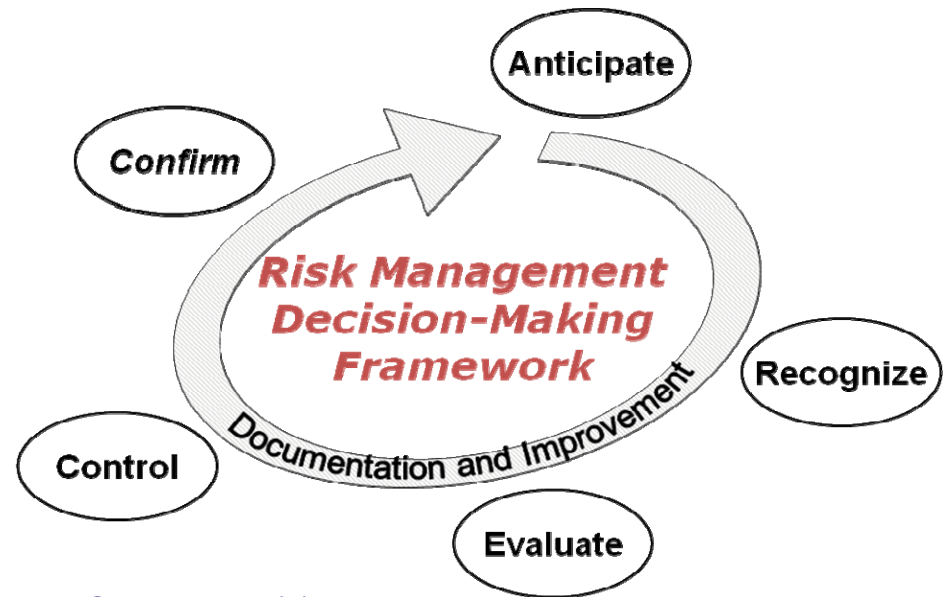 Anticipate
Confirm
Risk Management
Decision-Making
Framework
Recognize
Documentation and Improvement
Control
Evaluate